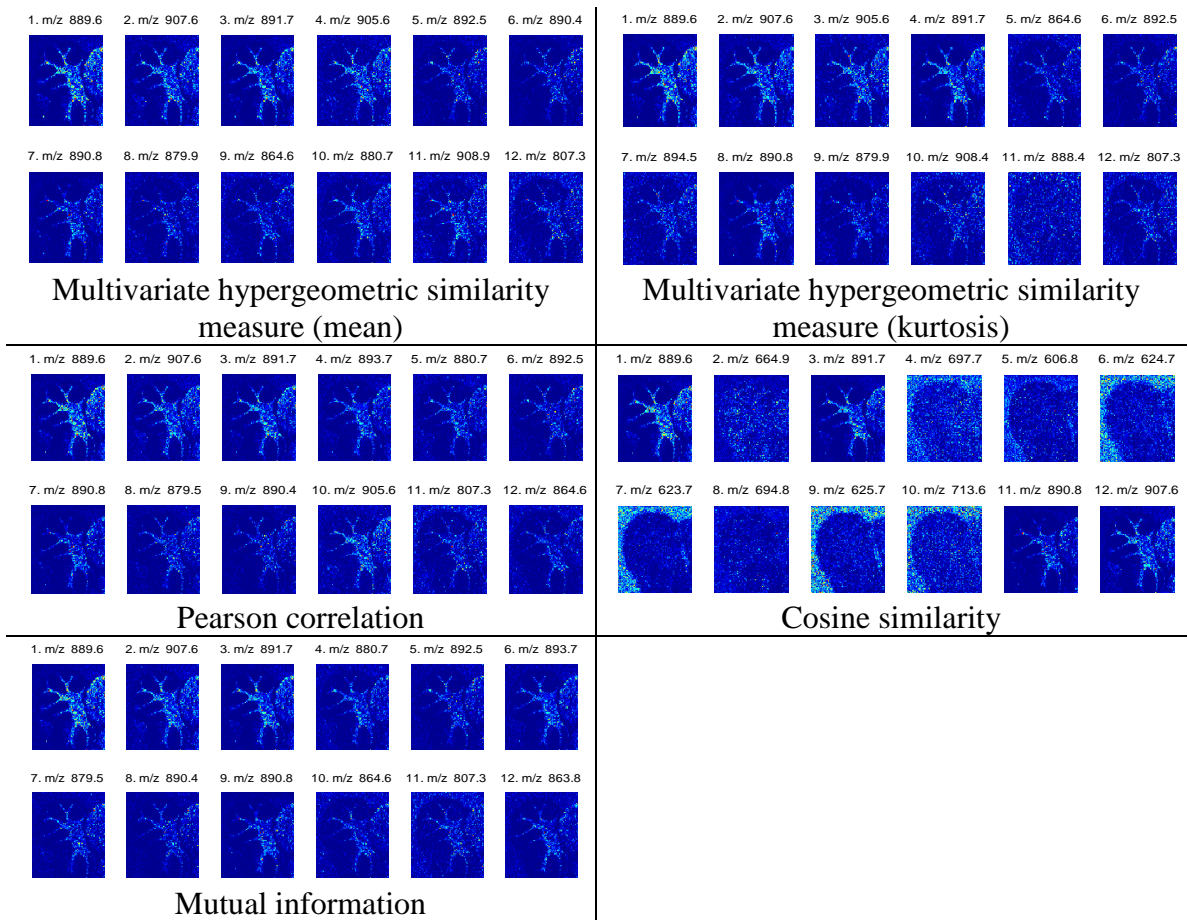 1. m/z 889.6 2. m/z 907.6 3. m/z 891.7 4. m/z 905.6 5. m/z 892.5 6. m/z 890.4
7. m/z 890.8 8. m/z 879.9 9. m/z 864.6 10. m/z 880.7 11. m/z 908.9 12. m/z 807.3
Multivariate hypergeometric similarity
measure (mean)
1. m/z 889.6 2. m/z 907.6 3. m/z 905.6 4. m/z 891.7 5. m/z 864.6 6. m/z 892.5
7. m/z 894.5 8. m/z 890.8 9. m/z 879.9 10. m/z 908.4 11. m/z 888.4 12. m/z 807.3
Multivariate hypergeometric similarity
measure (kurtosis)
1. m/z 889.6 2. m/z 907.6 3. m/z 891.7 4. m/z 893.7 5. m/z 880.7 6. m/z 892.5
7. m/z 890.8 8. m/z 879.5 9. m/z 890.4 10. m/z 905.6 11. m/z 807.3 12. m/z 864.6
Pearson correlation
1. m/z 889.6 2. m/z 664.9 3. m/z 891.7 4. m/z 697.7 5. m/z 606.8 6. m/z 624.7
7. m/z 623.7 8. m/z 694.8 9. m/z 625.7 10. m/z 713.6 11. m/z 890.8 12. m/z 907.6
Cosine similarity
1. m/z 889.6 2. m/z 907.6 3. m/z 891.7 4. m/z 880.7 5. m/z 892.5 6. m/z 893.7
7. m/z 879.5 8. m/z 890.4 9. m/z 890.8 10. m/z 864.6 11. m/z 807.3 12. m/z 863.8
Mutual information